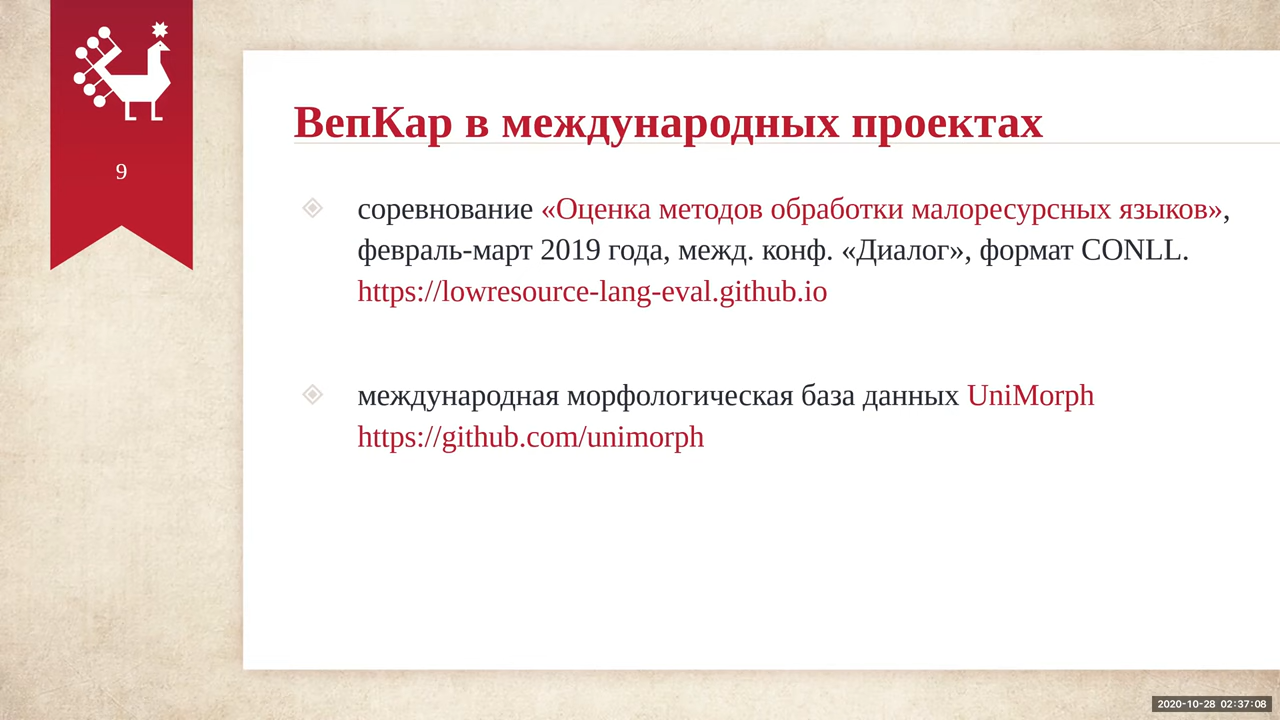 9
ВепКар в международных проектах
соревнование «Оценка методов обработки малоресурсных языков»,
февраль-март 2019 года, межд. конф. «Диалог», формат CONLL.
https://lowresource-lang-eval.github.io
международная морфологическая база данных UniMorph
https://github.com/unimorph
2020-10-28 02:37:08